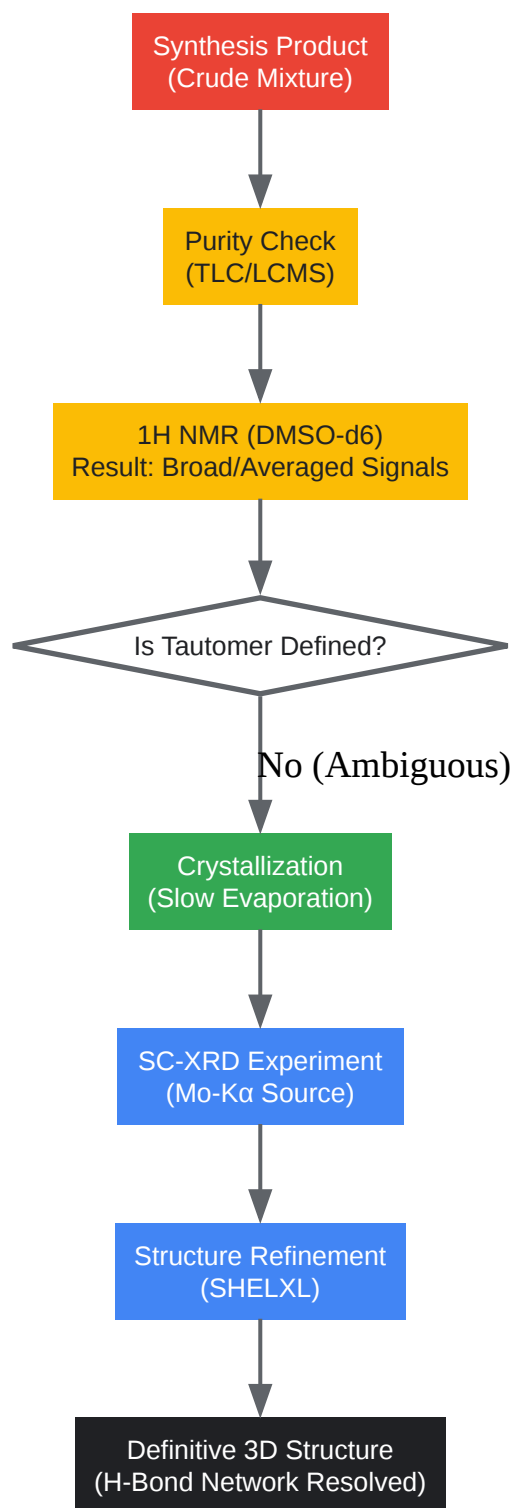 Synthesis Product
(Crude Mixture)
Purity Check
(TLC/LCMS)
1H NMR (DMSO-d6)
Result: Broad/Averaged Signals
Is Tautomer Defined?
No (Ambiguous)
Crystallization
(Slow Evaporation)
SC-XRD Experiment
(Mo-Kα Source)
Structure Refinement
(SHELXL)
Definitive 3D Structure
(H-Bond Network Resolved)